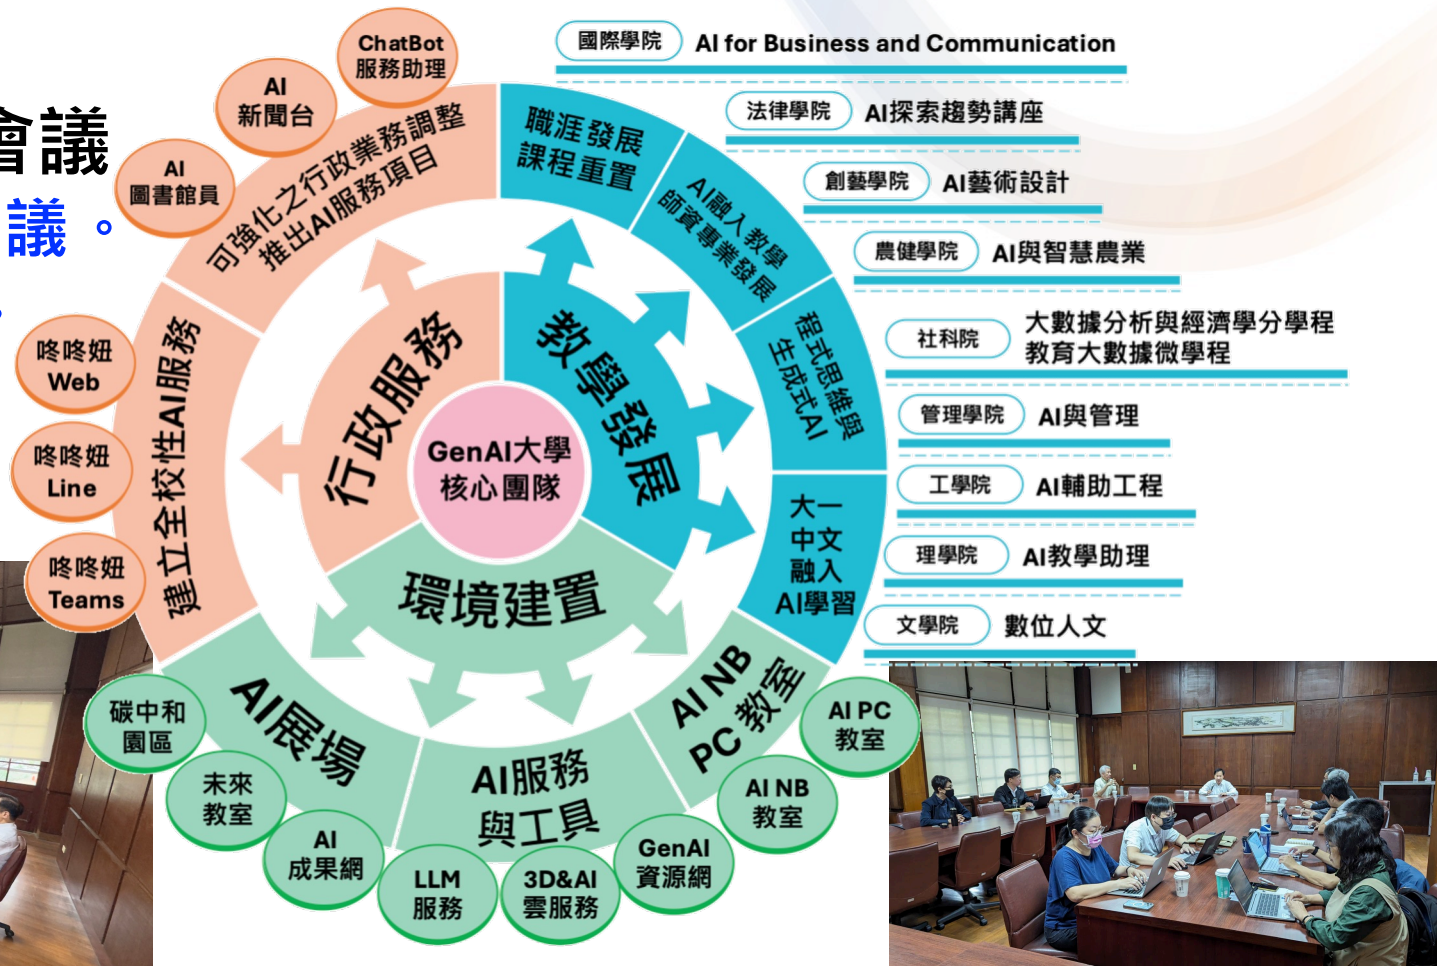 會議
議。
ChatBot
服務助理
AI
新聞台
AI
圖書館員
咚咚妞
Web
咚咚妞
Line
咚咚妞
Teams
可強化之行政業務調整
推出AI服務項目
建立全校性AI服務
行政服務
GenAI大學
核心團隊
教學發展
環境建置
職涯發展
課程重置
AI融入教學
師資專業發展
程式思維與
生成式AI
大一
中文
融入
AI學習
國際學院 AI for Business and Communication
法律學院 AI探索趨勢講座
創藝學院 AI藝術設計
農健學院 AI與智慧農業
社科院 大數據分析與經濟學分學程
教育大數據微學程
管理學院 AI與管理
工學院 AI輔助工程
理學院 AI教學助理
文學院 數位人文
AI展場
AI服務
與工具
AI NB
PC 教室
碳中和
園區
未來
教室
AI
成果網
LLM
服務
3D&AI
雲服務
GenAI
資源網
AI NB
教室
AI PC
教室